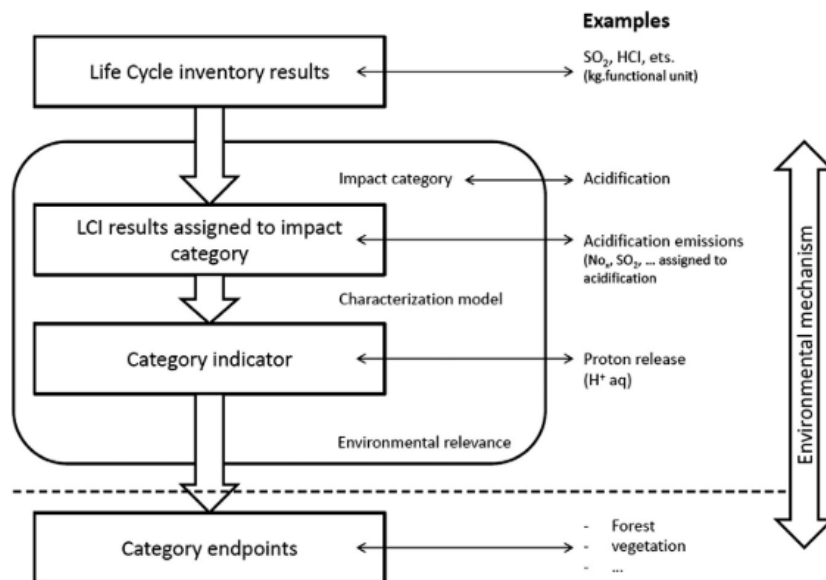 Examples
Life Cycle inventory results
SO₂, HCl, ets.
(kg.functional unit)
Impact category
Acidification
LCI results assigned to impact
category
Acidification emissions
(Noₓ, SO₂, ... assigned to
acidification
Characterization model
Category indicator
Proton release
(H⁺ aq)
Environmental relevance
Environmental mechanism
Category endpoints
- Forest
- vegetation
- ...